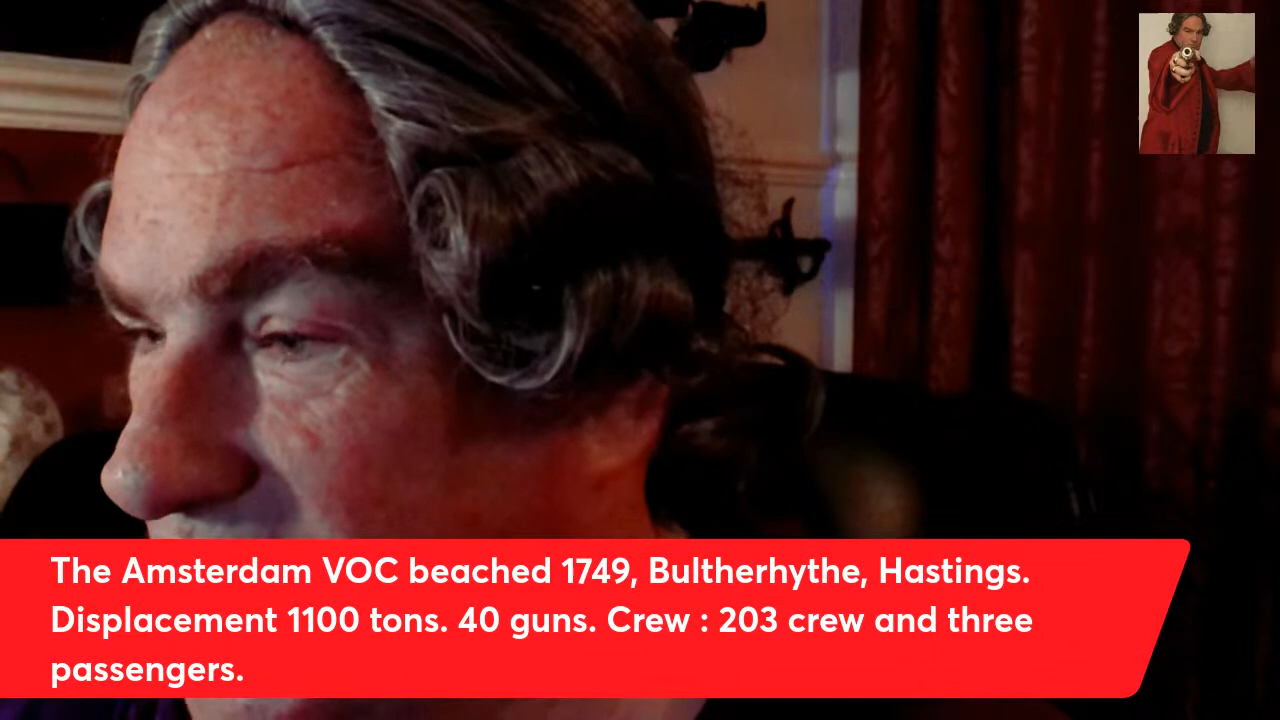 The Amsterdam VOC beached 1749, Bultherhythe, Hastings.
Displacement 1100 tons. 40 guns. Crew : 203 crew and three
passengers.